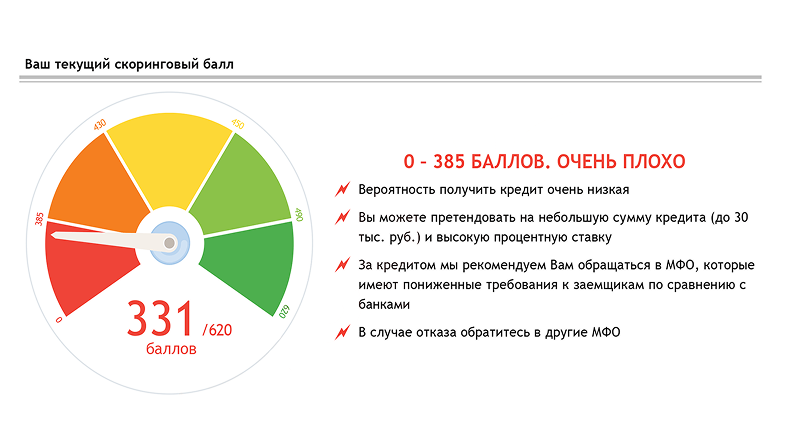 Ваш текущий скоринговый балл
0
385
430
450
490
620
331 /620
баллов
0 – 385 БАЛЛОВ. ОЧЕНЬ ПЛОХО
Вероятность получить кредит очень низкая
Вы можете претендовать на небольшую сумму кредита (до 30
тыс. руб.) и высокую процентную ставку
За кредитом мы рекомендуем Вам обращаться в МФО, которые
имеют пониженные требования к заемщикам по сравнению с
банками
В случае отказа обратитесь в другие МФО